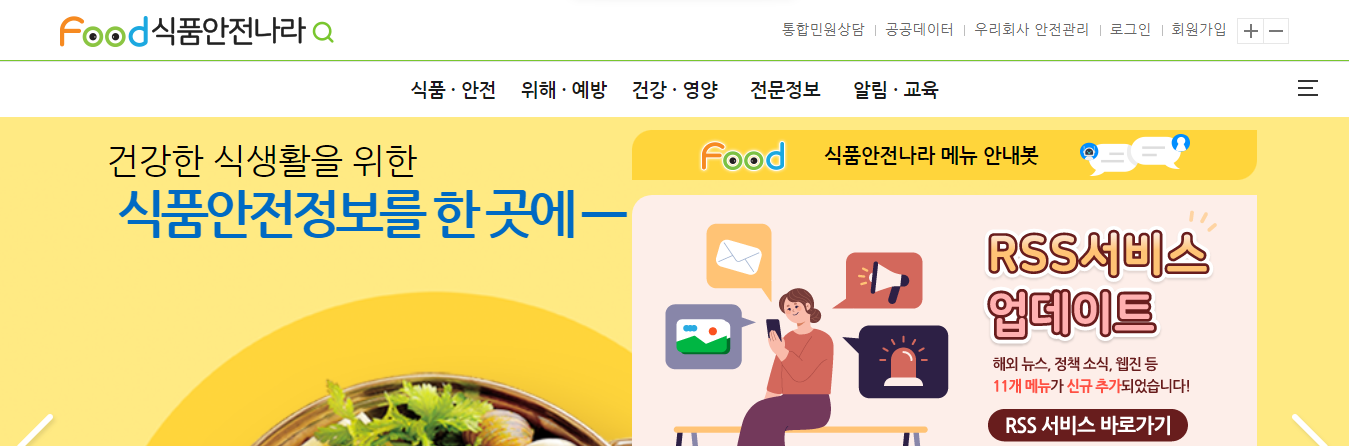 Food 식품안전나라
통합민원상담 | 공공데이터 | 우리회사 안전관리 | 로그인 | 회원가입 + −
식품 · 안전 위해 · 예방 건강 · 영양 전문정보 알림 · 교육
건강한 식생활을 위한
식품안전정보를 한 곳에
Food 식품안전나라 메뉴 안내봇
RSS서비스
업데이트
해외 뉴스, 정책 소식, 웹진 등
11개 메뉴가 신규 추가되었습니다!
RSS 서비스 바로가기